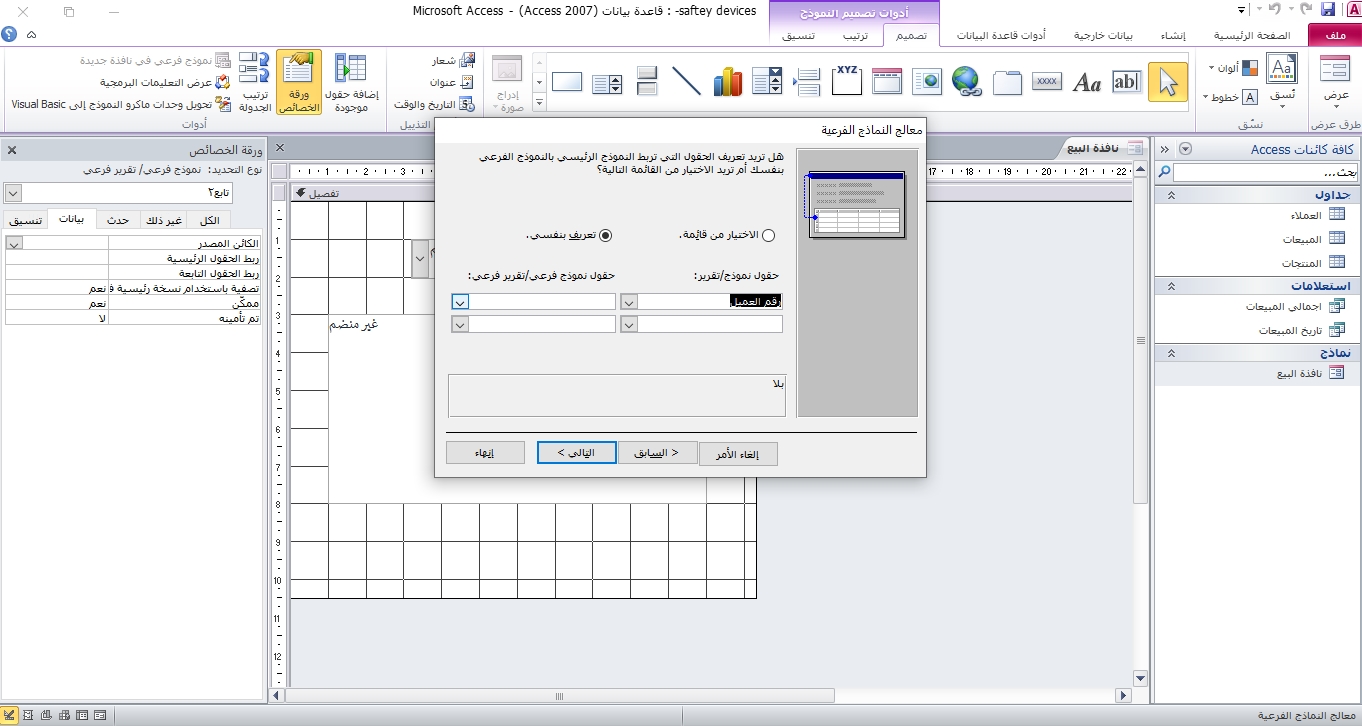 saftey devices- : قاعدة بيانات (Access 2007) - Microsoft Access
أدوات تصميم النموذج
ملف
الصفحة الرئيسية
إنشاء
بيانات خارجية
أدوات قاعدة البيانات
تصميم
ترتيب
تنسيق
عرض
طرق عرض
نُسق
ألوان
خطوط
نسّق
XYZ
xxxx
Aa
ab
إدراج صورة
شعار
عنوان
التاريخ والوقت
التذييل
إضافة حقول موجودة
ورقة الخصائص
ترتيب الجدولة
نموذج فرعي في نافذة جديدة
عرض التعليمات البرمجية
تحويل وحدات ماكرو النموذج إلى Visual Basic
أدوات
كافة كائنات Access
بحث...
جداول
العملاء
المبيعات
المنتجات
استعلامات
اجمالي المبيعات
تاريخ المبيعات
نماذج
نافذة البيع
نافذة البيع
تفصيل
غير منضم
معالج النماذج الفرعية
هل تريد تعريف الحقول التي تربط النموذج الرئيسي بالنموذج الفرعي
بنفسك أم تريد الاختيار من القائمة التالية؟
الاختيار من قائمة.
تعريف بنفسي.
حقول نموذج/تقرير:
حقول نموذج فرعي/تقرير فرعي:
رقم العميل
بلا
إلغاء الأمر
< السابق
التالي >
إنهاء
ورقة الخصائص
نوع التحديد: نموذج فرعي/ تقرير فرعي
تابع٢
الكل
غير ذلك
حدث
بيانات
تنسيق
الكائن المصدر
ربط الحقول الرئيسية
ربط الحقول التابعة
تصفية باستخدام نسخة رئيسية ف نعم
ممكّن نعم
تم تأمينه لا
معالج النماذج الفرعية